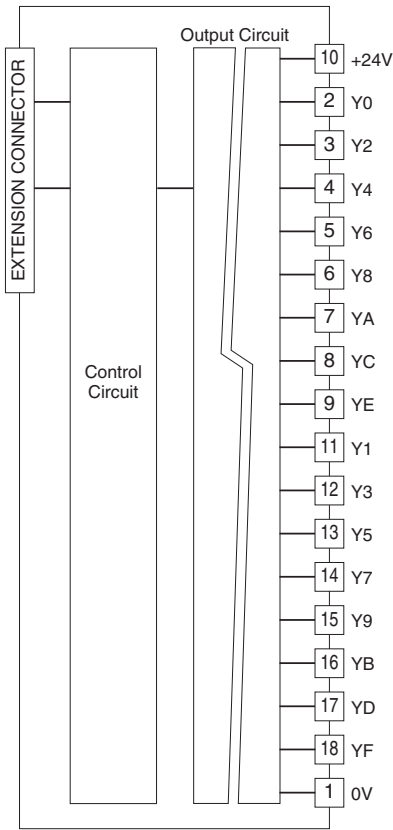 Output Circuit
EXTENSION CONNECTOR
Control
Circuit
10 +24V
2 Y0
3 Y2
4 Y4
5 Y6
6 Y8
7 YA
8 YC
9 YE
11 Y1
12 Y3
13 Y5
14 Y7
15 Y9
16 YB
17 YD
18 YF
1 0V